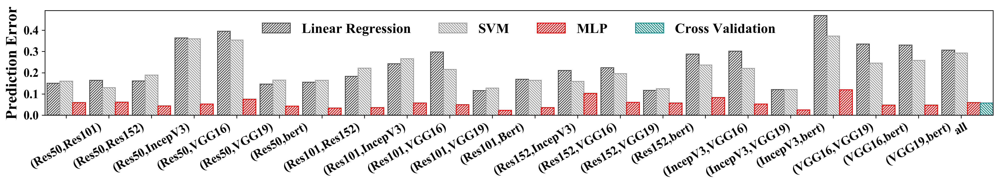 Prediction Error
0.4
0.3
0.2
0.1
0.0
Linear Regression
SVM
MLP
Cross Validation
(Res50,Res101)
(Res50,Res152)
(Res50,IncepV3)
(Res50,VGG16)
(Res50,VGG19)
(Res50,bert)
(Res101,Res152)
(Res101,IncepV3)
(Res101,VGG16)
(Res101,VGG19)
(Res101,Bert)
(Res152,IncepV3)
(Res152,VGG16)
(Res152,VGG19)
(Res152,bert)
(IncepV3,VGG16)
(IncepV3,VGG19)
(IncepV3,bert)
(VGG16,VGG19)
(VGG16,bert)
(VGG19,bert)
all